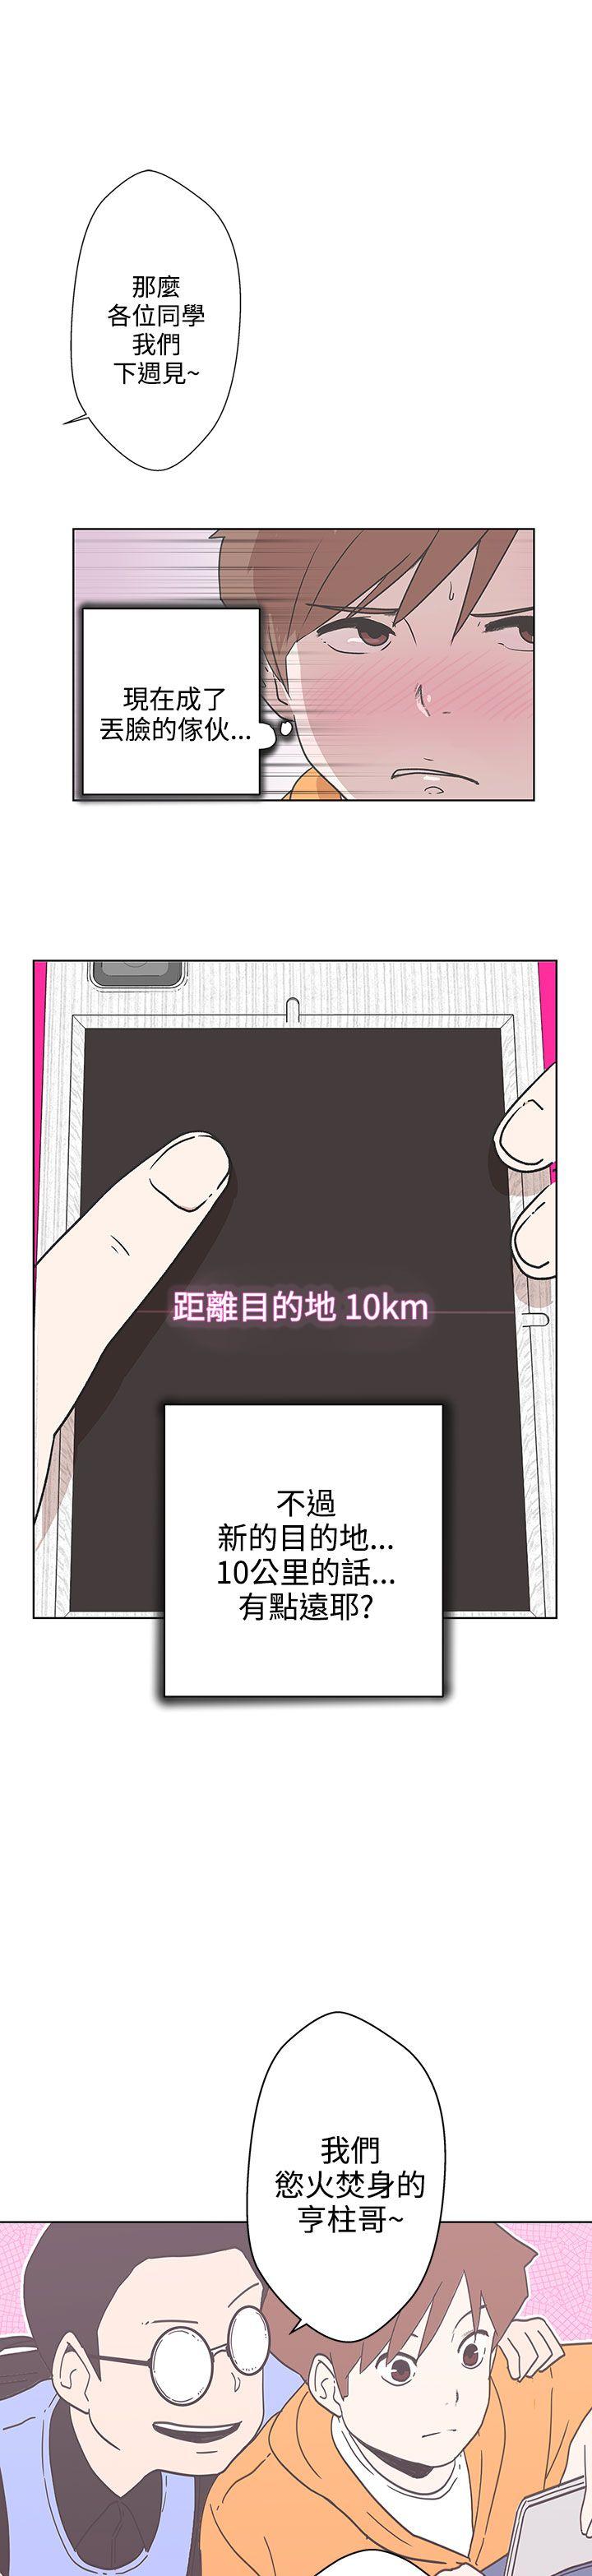 那麼
各位同學
我們
下週見~
現在成了
丟臉的傢伙...
距離目的地 10km
不過
新的目的地...
10公里的話...
有點遠耶?
我們
慾火焚身的
亨柱哥~